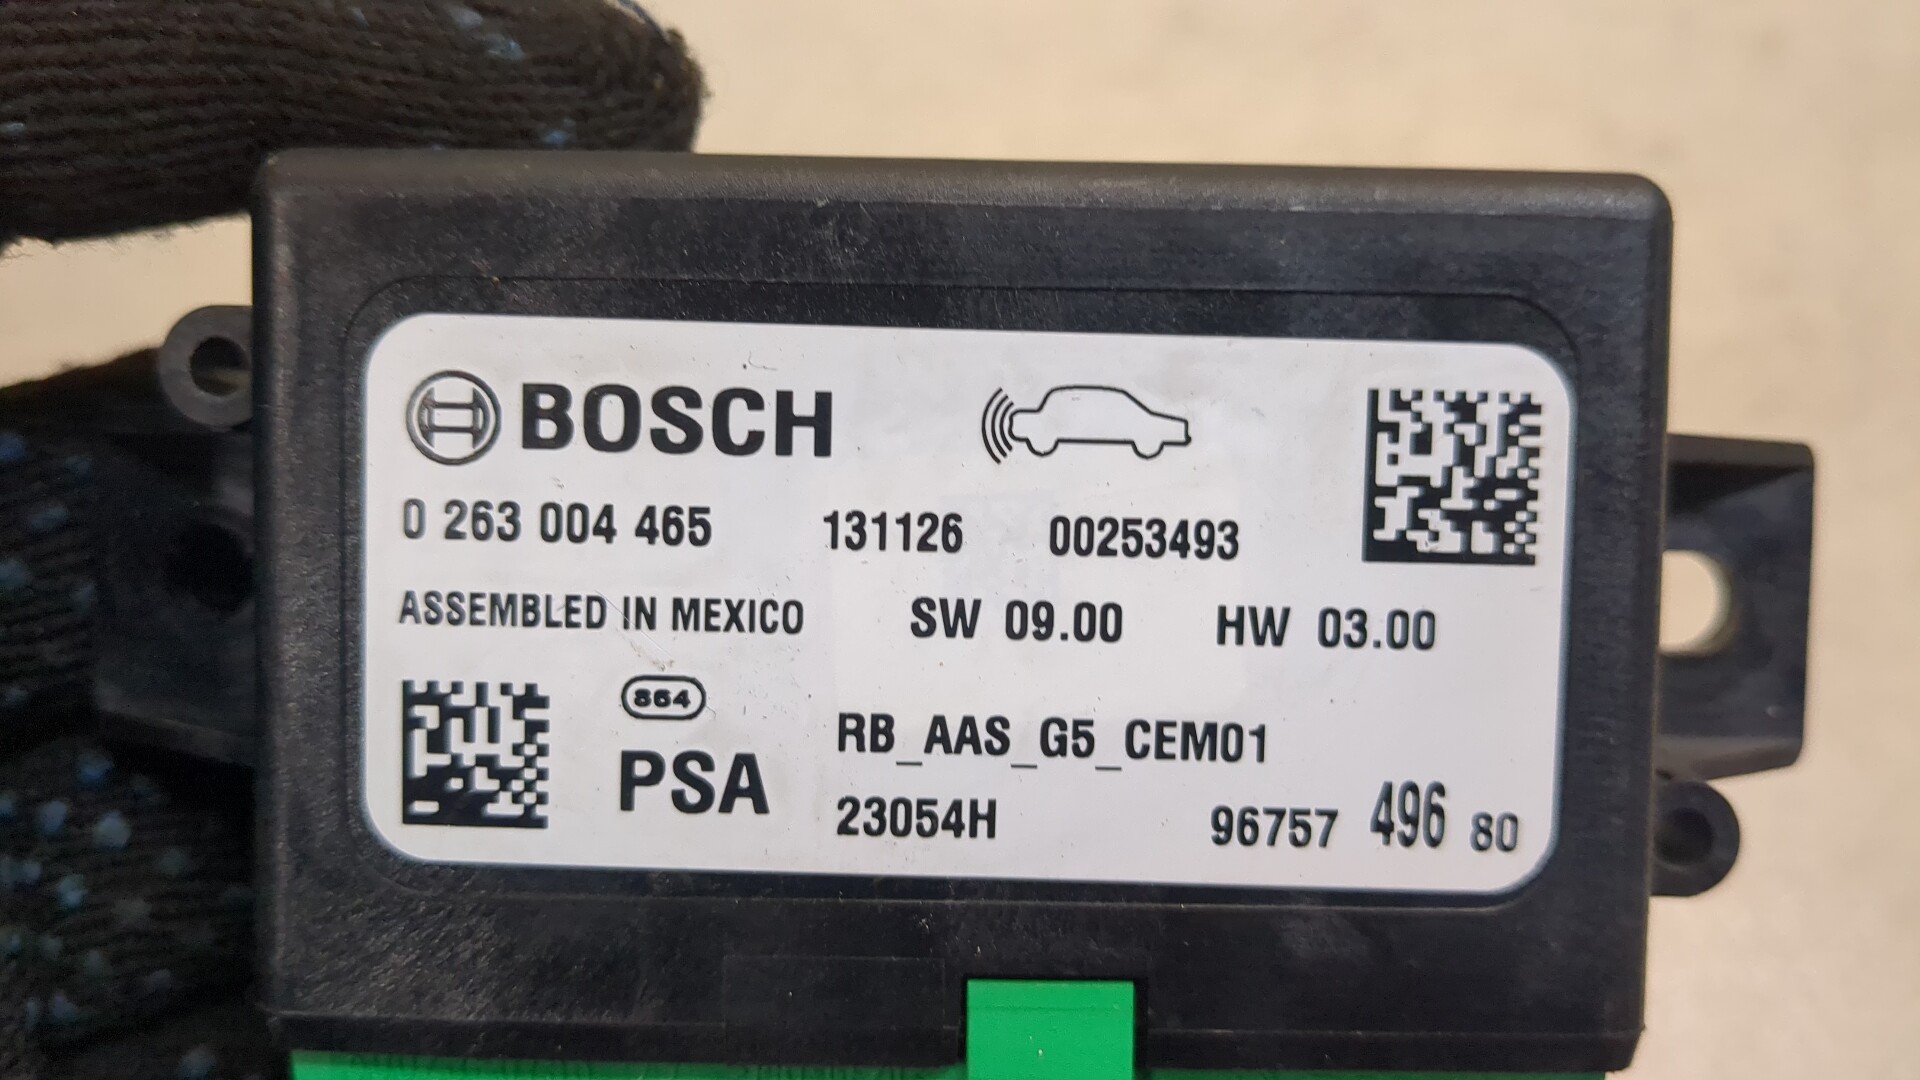 BOSCH
0 263 004 465 131126 00253493
ASSEMBLED IN MEXICO SW 09.00 HW 03.00
864
PSA
RB_AAS_G5_CEM01
23054H 96757 496 80